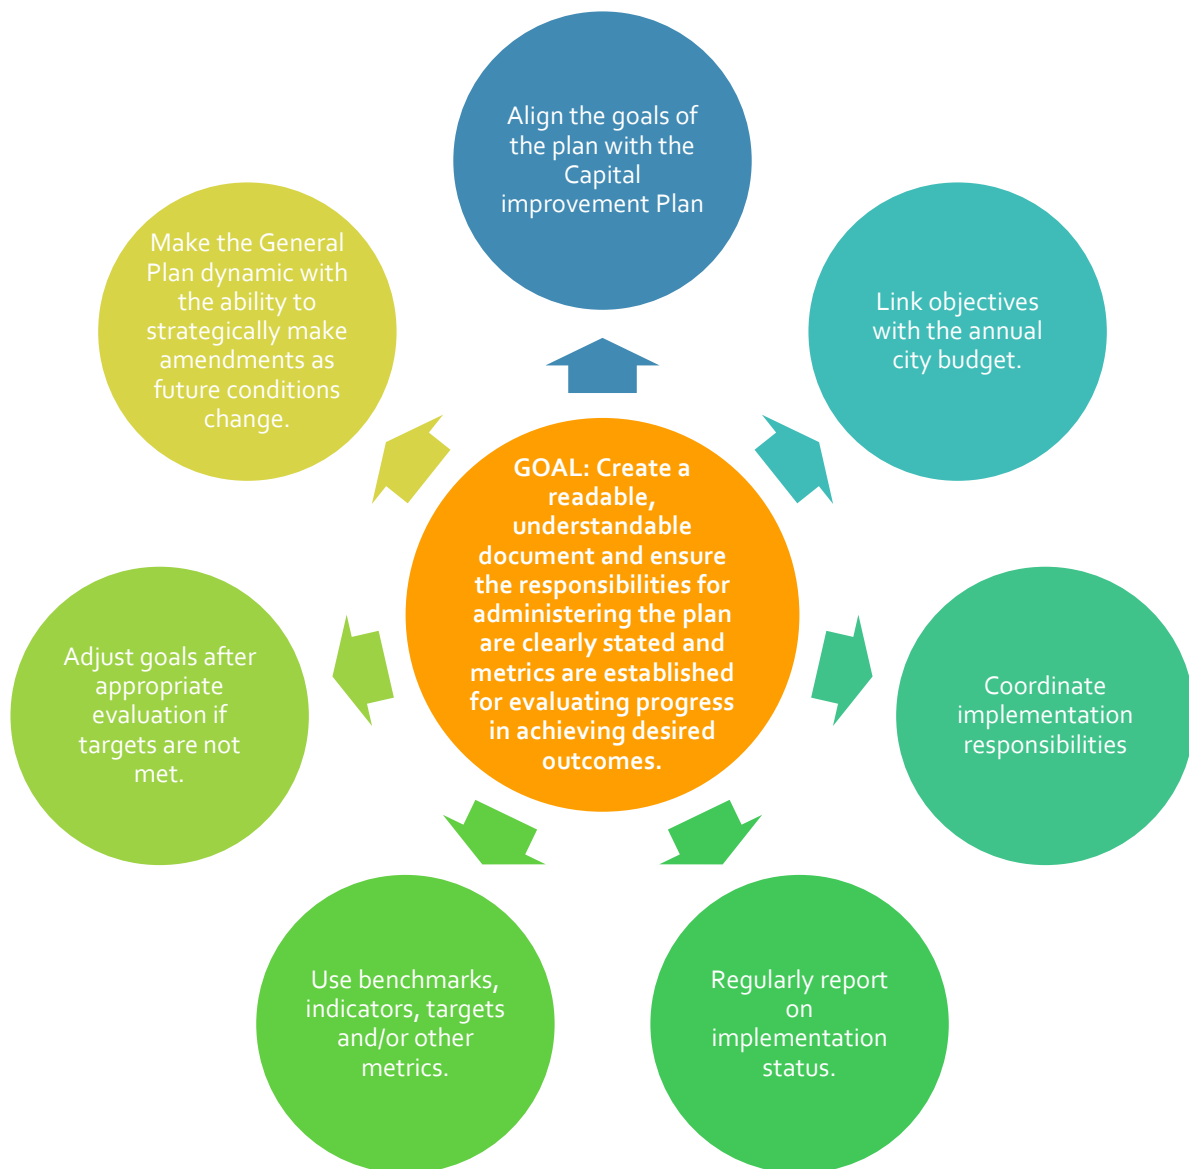 Align the goals of
the plan with the
Capital
improvement Plan
Link objectives
with the annual
city budget.
Coordinate
implementation
responsibilities
Regularly report
on
implementation
status.
Use benchmarks,
indicators, targets
and/or other
metrics.
Adjust goals after
appropriate
evaluation if
targets are not
met.
Make the General
Plan dynamic with
the ability to
strategically make
amendments as
future conditions
change.
GOAL: Create a
readable,
understandable
document and ensure
the responsibilities for
administering the plan
are clearly stated and
metrics are established
for evaluating progress
in achieving desired
outcomes.